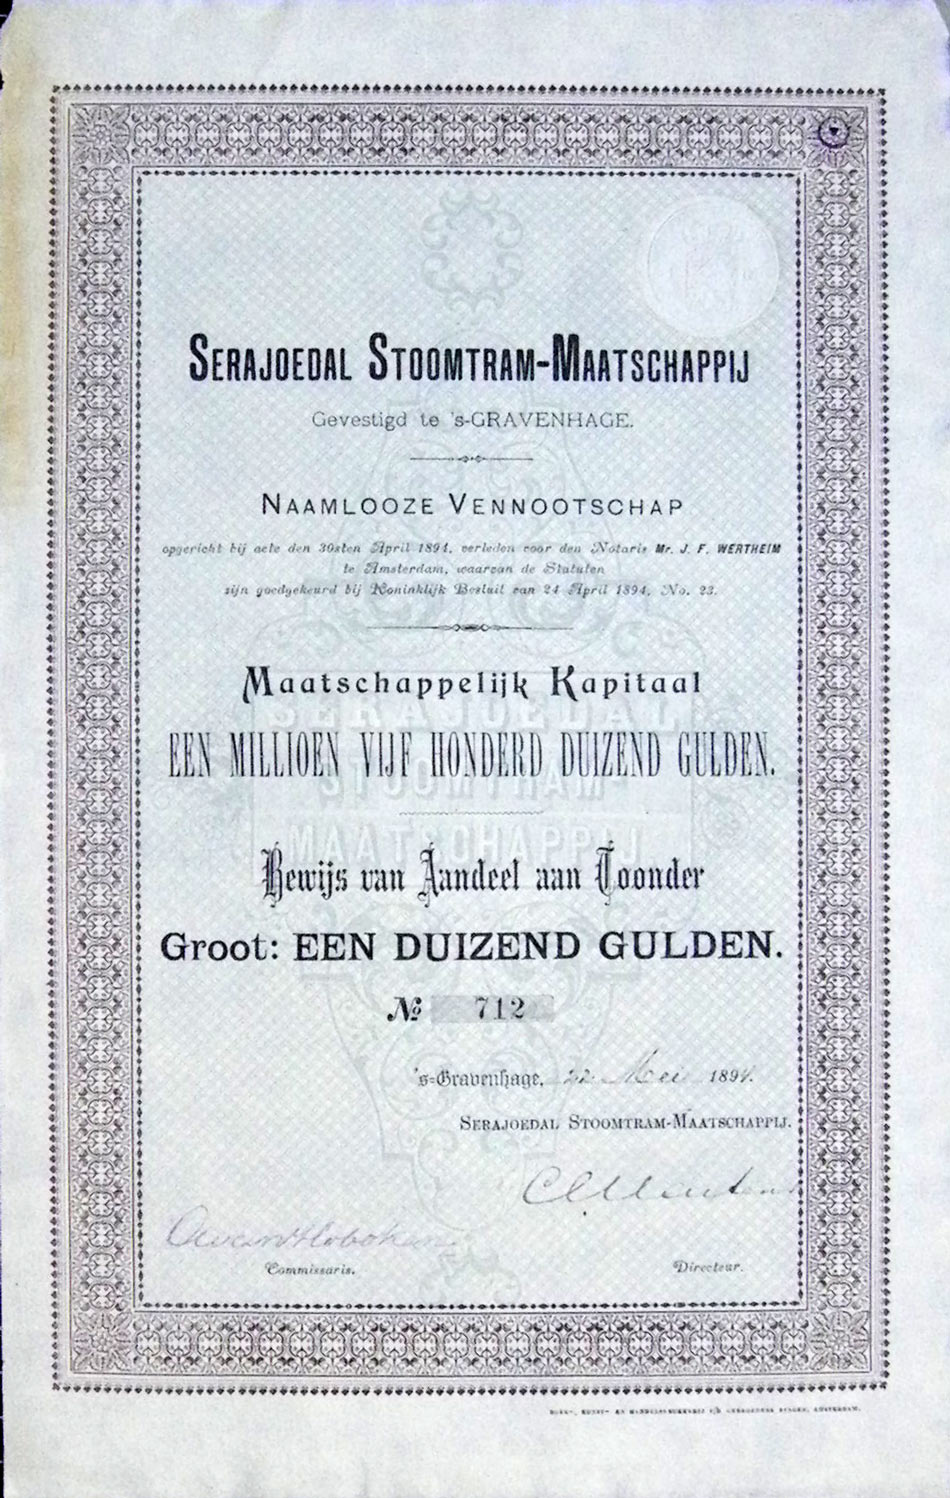 SERAJOEDAL STOOMTRAM-MAATSCHAPPIJ
Gevestigd te 's-GRAVENHAGE.
NAAMLOOZE VENNOOTSCHAP
opgericht bij acte den 30sten April 1894, verleden voor den Notaris Mr. J. F. WERTHEIM
te Amsterdam, waarvan de Statuten
zijn goedgekeurd bij Koninklijk Besluit van 24 April 1894, No. 23.
Maatschappelijk Kapitaal
SERAJOEDAL
EEN MILLIOEN VIJF HONDERD DUIZEND GULDEN.
STOOMTRAM-
MAATSCHAPPIJ
Bewijs van Aandeel aan Toonder
Groot: EEN DUIZEND GULDEN.
No 712
's-Gravenhage, 22 Mei 1894.
SERAJOEDAL STOOMTRAM-MAATSCHAPPIJ.
Commissaris.
Directeur.